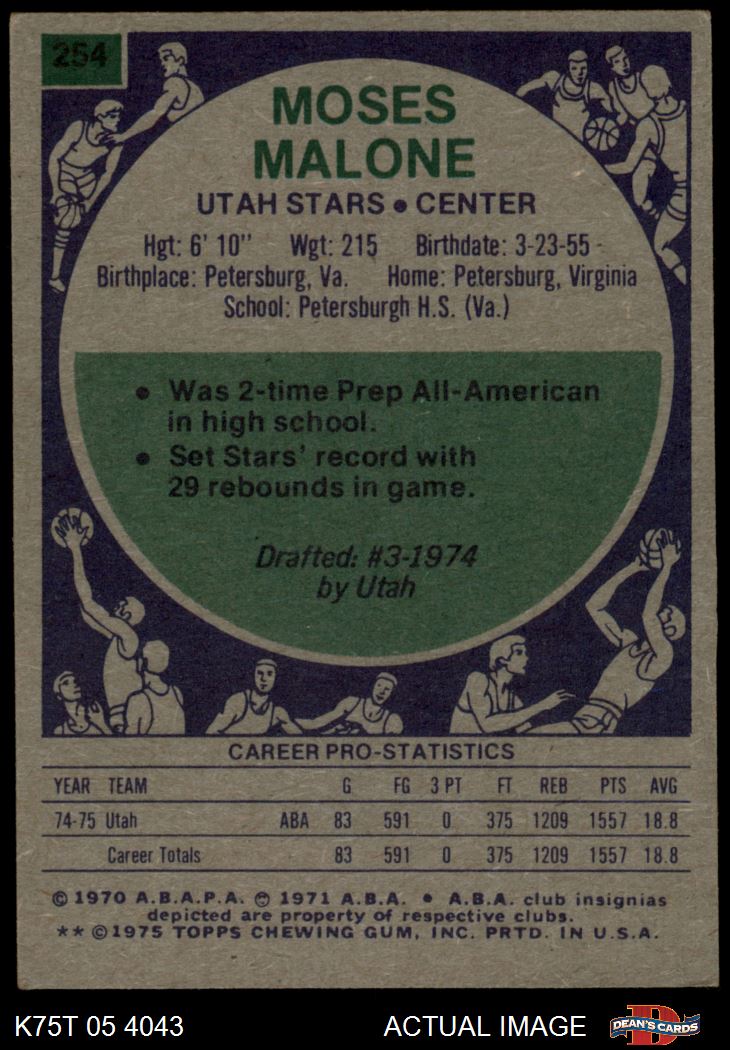 254
MOSES
MALONE
UTAH STARS • CENTER
Hgt: 6' 10" Wgt: 215 Birthdate: 3-23-55
Birthplace: Petersburg, Va. Home: Petersburg, Virginia
School: Petersburgh H.S. (Va.)
• Was 2-time Prep All-American
in high school.
• Set Stars' record with
29 rebounds in game.
Drafted: #3-1974
by Utah
CAREER PRO-STATISTICS
YEAR TEAM G FG 3 PT FT REB PTS AVG
74-75 Utah ABA 83 591 0 375 1209 1557 18.8
Career Totals 83 591 0 375 1209 1557 18.8
© 1970 A.B.A.P.A. © 1971 A.B.A. • A.B.A. club insignias
depicted are property of respective clubs.
** © 1975 TOPPS CHEWING GUM, INC. PRTD. IN U.S.A.
K75T 05 4043 ACTUAL IMAGE D DEAN'S CARDS